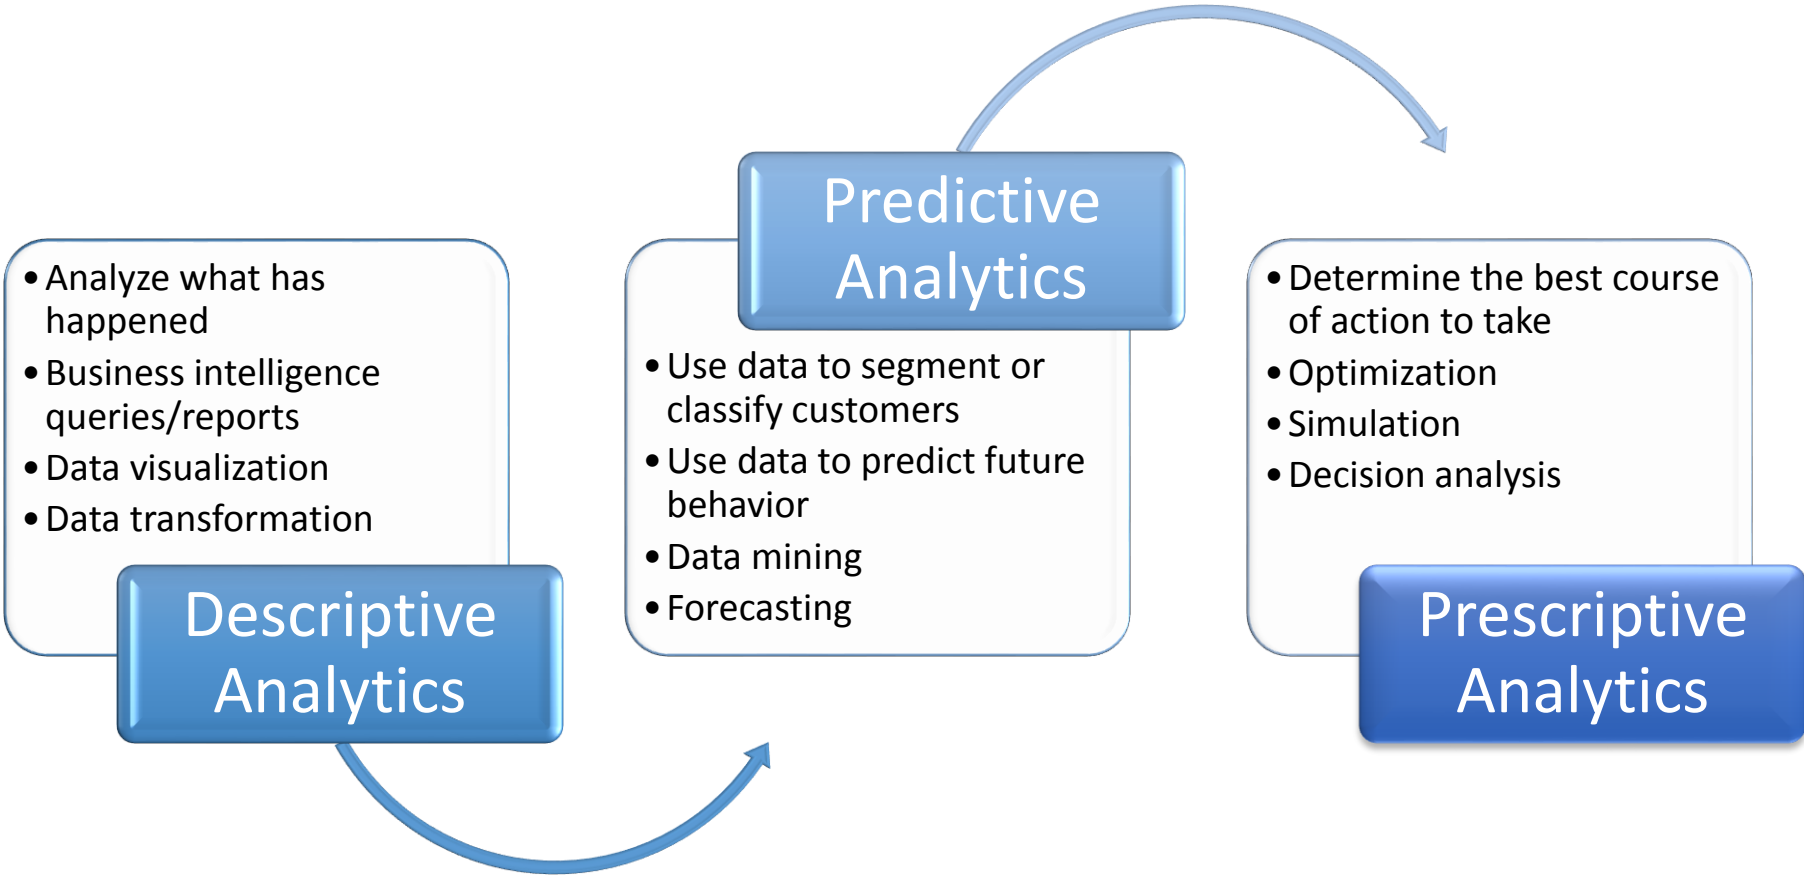 • Analyze what has
happened
• Business intelligence
queries/reports
• Data visualization
• Data transformation
Descriptive
Analytics
Predictive
Analytics
• Use data to segment or
classify customers
• Use data to predict future
behavior
• Data mining
• Forecasting
• Determine the best course
of action to take
• Optimization
• Simulation
• Decision analysis
Prescriptive
Analytics